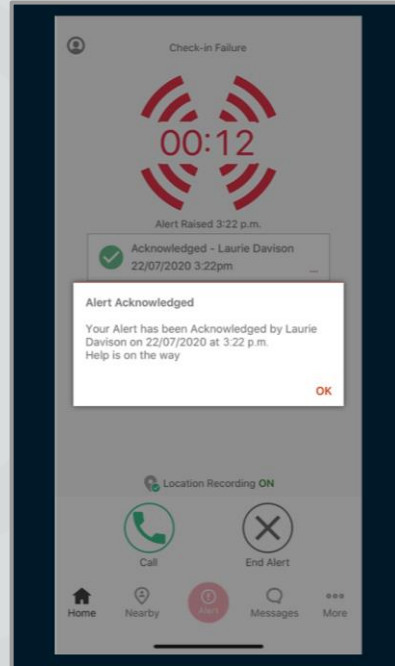 Check-in Failure
00:12
Alert Raised 3:22 p.m.
Acknowledged - Laurie Davison
22/07/2020 3:22pm
...
Alert Acknowledged
Your Alert has been Acknowledged by Laurie
Davison on 22/07/2020 at 3:22 p.m.
Help is on the way
OK
Location Recording ON
Call
End Alert
Home
Nearby
Alert
Messages
More